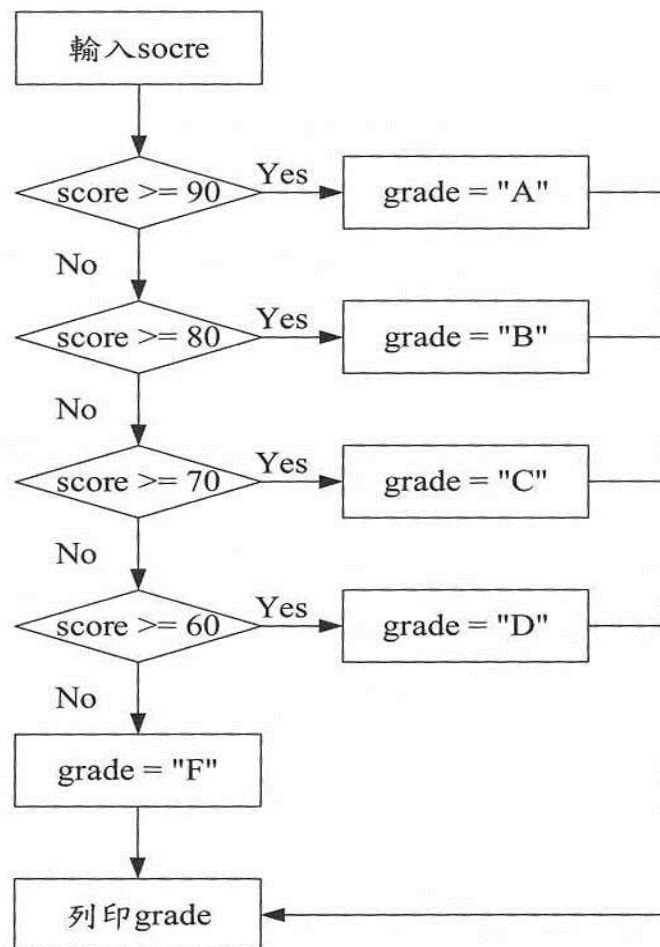 輸入socre
score >= 90
Yes
grade = "A"
No
score >= 80
Yes
grade = "B"
No
score >= 70
Yes
grade = "C"
No
score >= 60
Yes
grade = "D"
No
grade = "F"
列印grade